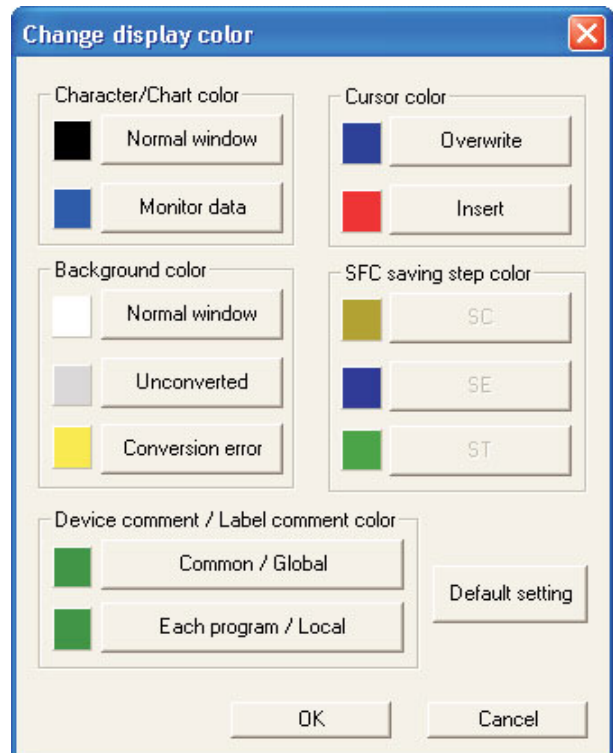 Change display color
Character/Chart color
Normal window
Monitor data
Cursor color
Overwrite
Insert
Background color
Normal window
Unconverted
Conversion error
SFC saving step color
SC
SE
ST
Device comment / Label comment color
Common / Global
Each program / Local
Default setting
OK
Cancel